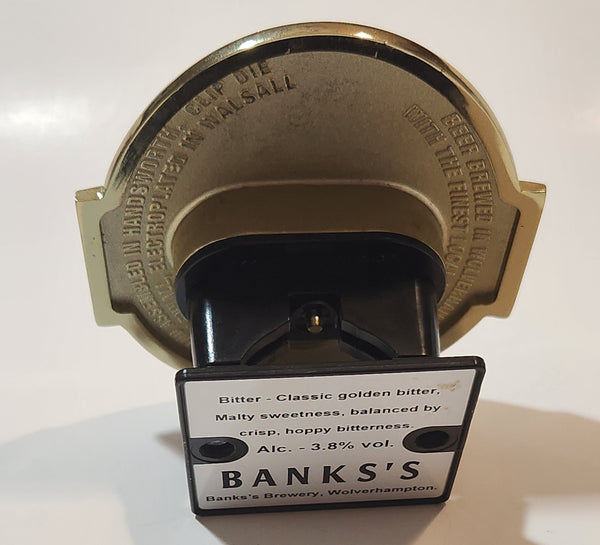 HANDSWORTH, CLIP DIE
ELECTROPLATED IN WALSALL
BEER BREWED IN
WITH THE FINEST LOCAL
Bitter - Classic golden bitter,
Malty sweetness, balanced by
crisp, hoppy bitterness.
Alc. - 3.8% vol.
BANKS'S
Banks's Brewery, Wolverhampton.